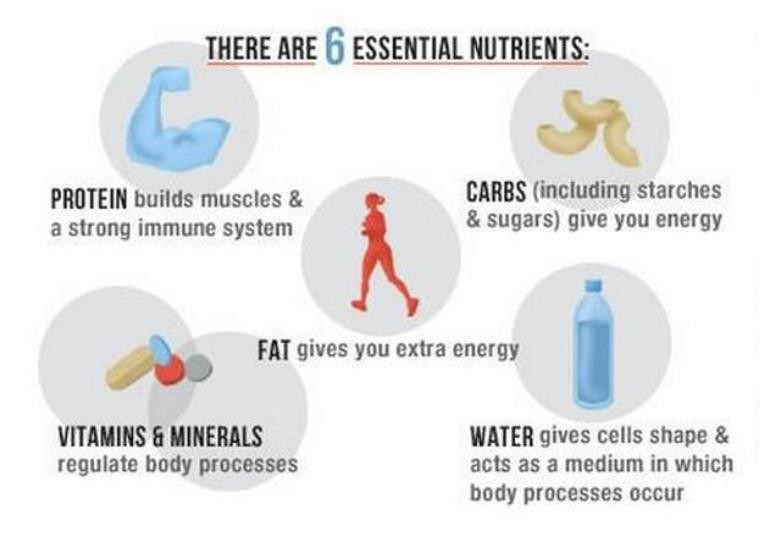 THERE ARE 6 ESSENTIAL NUTRIENTS:
PROTEIN builds muscles &
a strong immune system
CARBS (including starches
& sugars) give you energy
FAT gives you extra energy
VITAMINS & MINERALS
regulate body processes
WATER gives cells shape &
acts as a medium in which
body processes occur